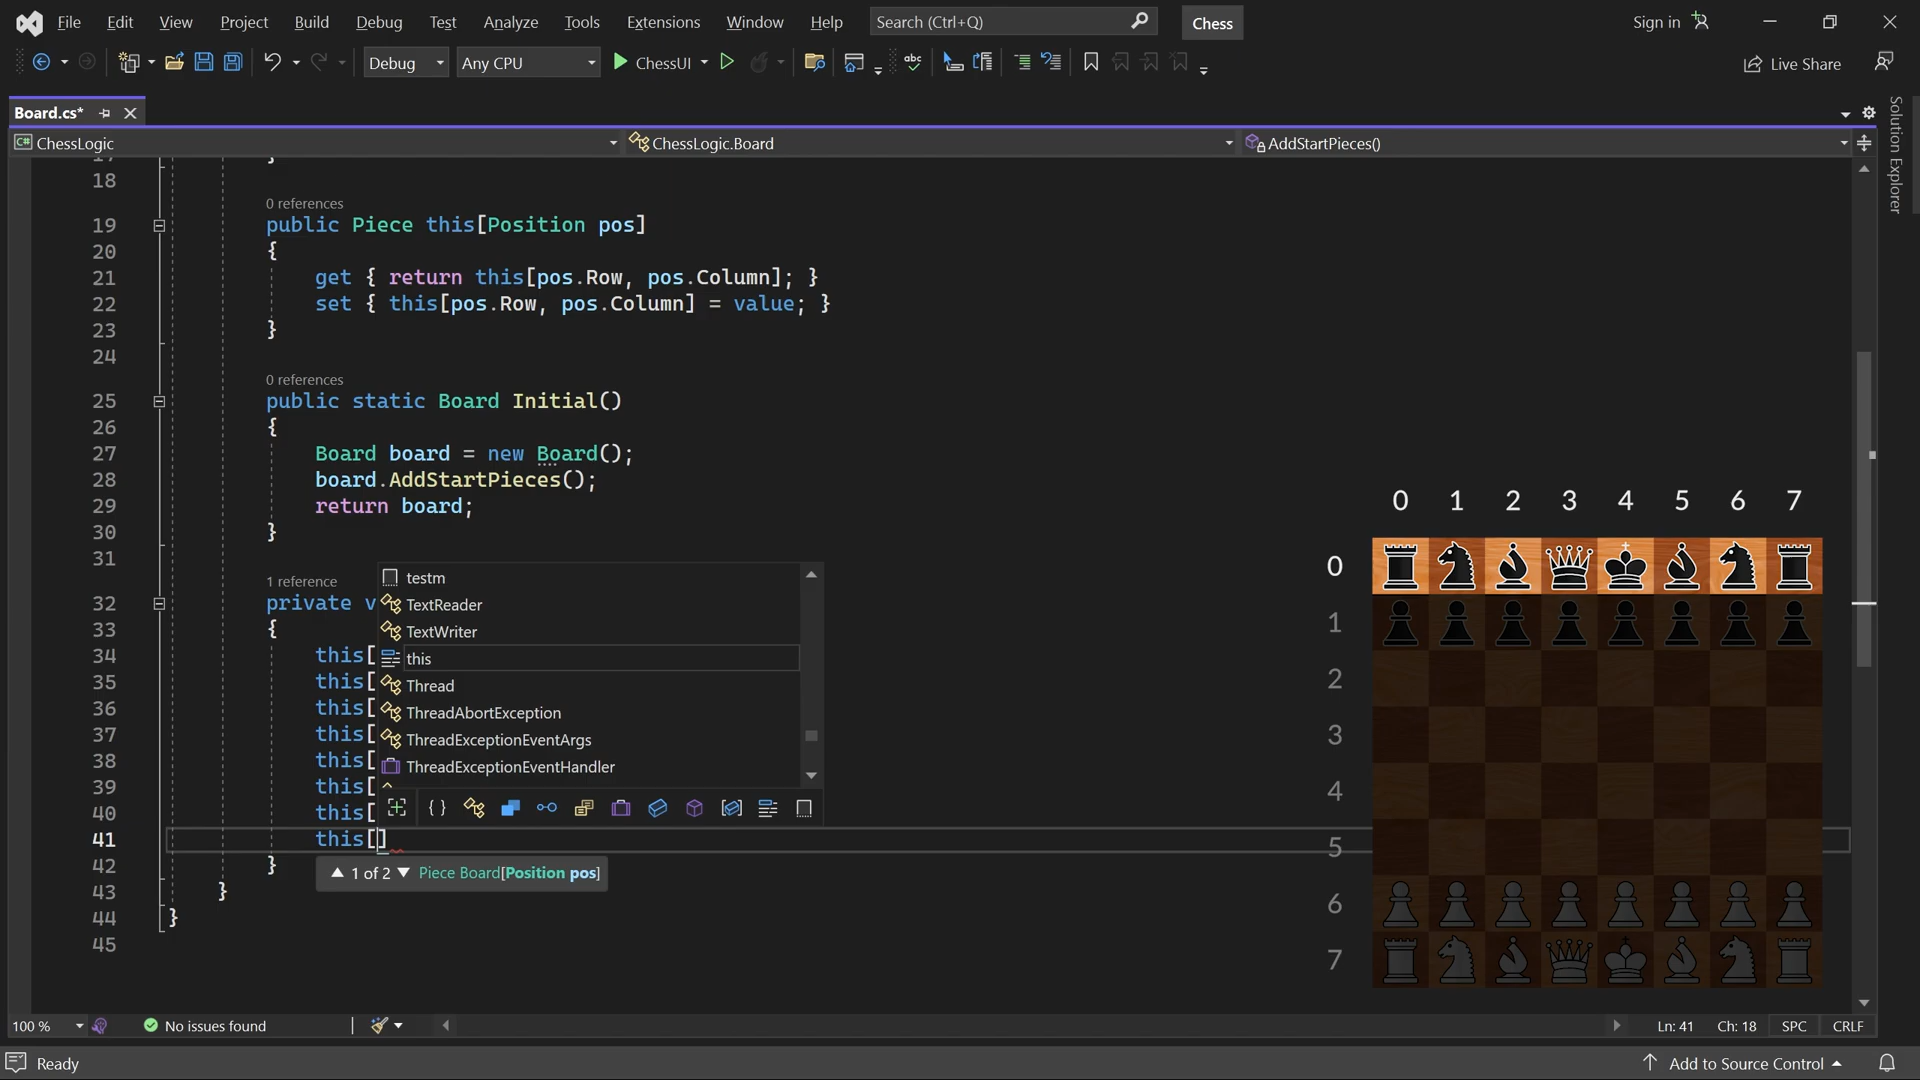 File Edit View Project Build Debug Test Analyze Tools Extensions Window Help Search (Ctrl+Q) Chess Sign in
Debug Any CPU ChessUI abc Live Share
Board.cs*
Solution Explorer
C# ChessLogic ChessLogic.Board AddStartPieces()
18
0 references
19 public Piece this[Position pos]
20 {
21 get { return this[pos.Row, pos.Column]; }
22 set { this[pos.Row, pos.Column] = value; }
23 }
24
0 references
25 public static Board Initial()
26 {
27 Board board = new Board();
28 board.AddStartPieces();
29 return board;
30 }
31
1 reference
32 private v
33 {
34 this[
35 this[
36 this[
37 this[
38 this[
39 this[
40 this[
41 this[]
42 }
43 }
44 }
45
testm
TextReader
TextWriter
this
Thread
ThreadAbortException
ThreadExceptionEventArgs
ThreadExceptionEventHandler
1 of 2 Piece Board[Position pos]
0 1 2 3 4 5 6 7
0
1
2
3
4
5
6
7
100 % No issues found Ln: 41 Ch: 18 SPC CRLF
Ready Add to Source Control